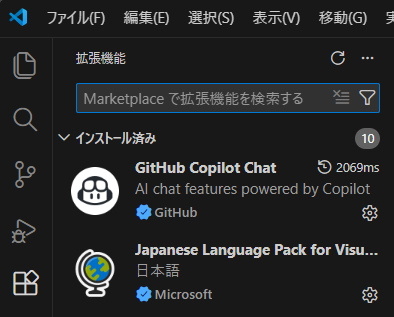 ファイル(F) 編集(E) 選択(S) 表示(V) 移動(G)
拡張機能
Marketplace で拡張機能を検索する
インストール済み 10
GitHub Copilot Chat 2069ms
AI chat features powered by Copilot
GitHub
Japanese Language Pack for Visu...
日本語
Microsoft